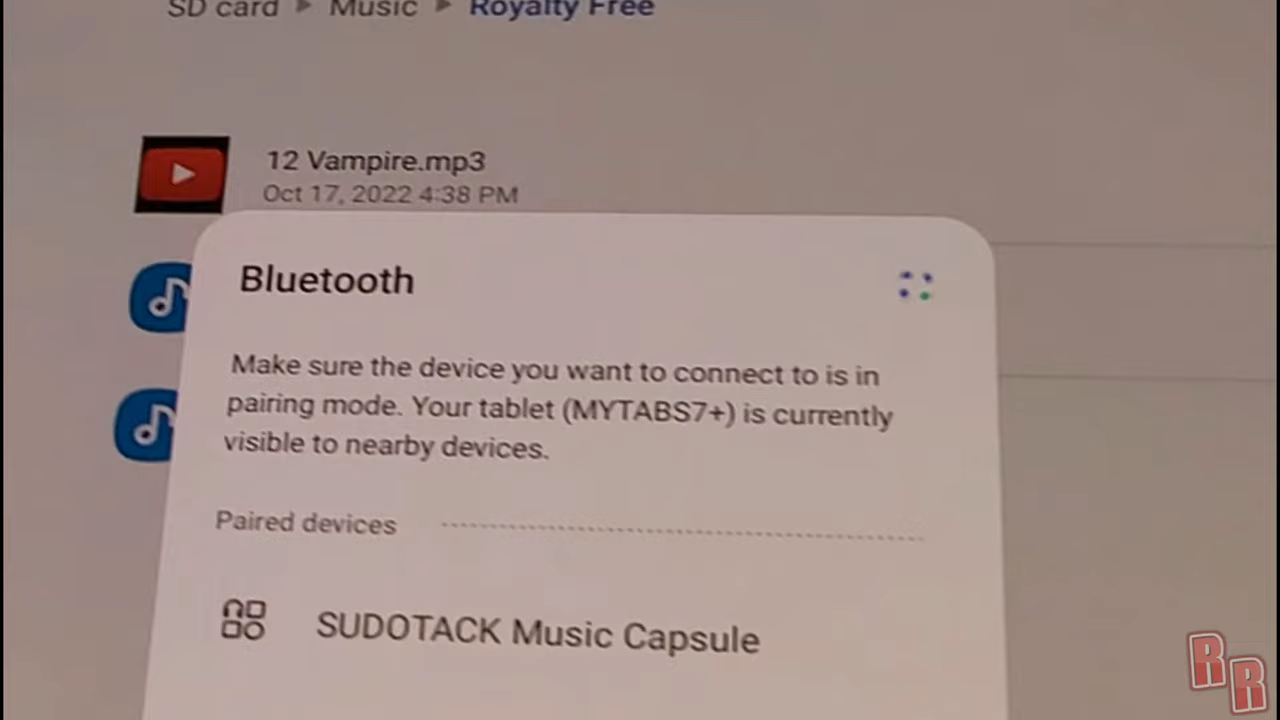 SD card ▸ Music ▸ Royalty Free
12 Vampire.mp3
Oct 17, 2022 4:38 PM
Bluetooth
Make sure the device you want to connect to is in
pairing mode. Your tablet (MYTABS7+) is currently
visible to nearby devices.
Paired devices
SUDOTACK Music Capsule
RR